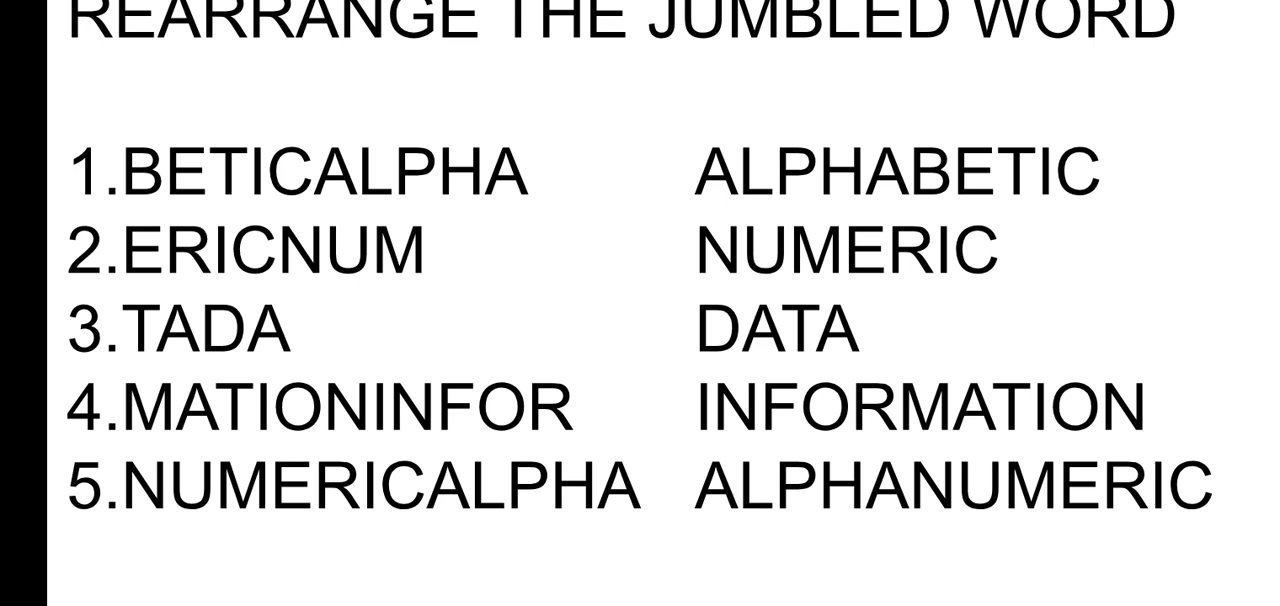 REARRANGE THE JUMBLED WORD
1.BETICALPHA ALPHABETIC
2.ERICNUM NUMERIC
3.TADA DATA
4.MATIONINFOR INFORMATION
5.NUMERICALPHA ALPHANUMERIC